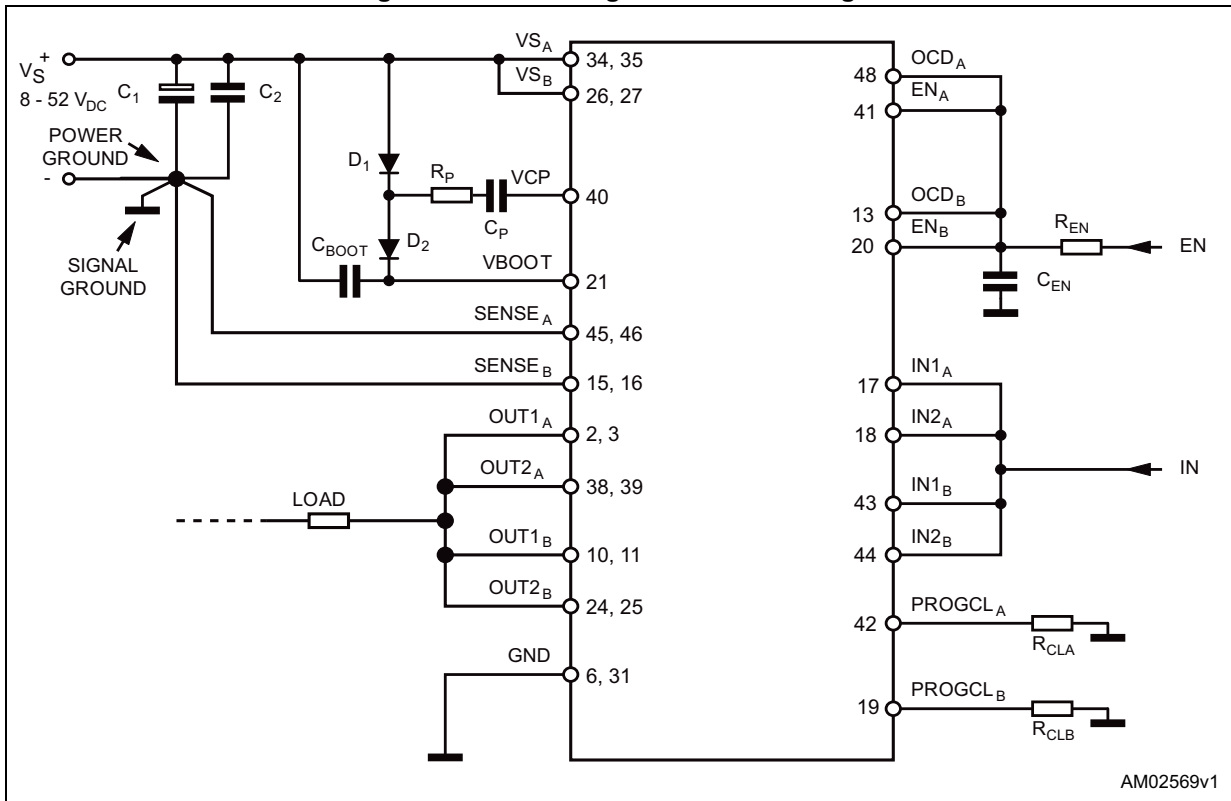 VS_A
34, 35
VS_B
26, 27
V_S +
8 - 52 V_DC
C_1
C_2
POWER
GROUND
-
SIGNAL
GROUND
D_1
R_P
C_P
VCP
40
C_BOOT
D_2
VBOOT
21
SENSE_A
45, 46
SENSE_B
15, 16
OUT1_A
2, 3
OUT2_A
38, 39
LOAD
OUT1_B
10, 11
OUT2_B
24, 25
GND
6, 31
48
OCD_A
41
EN_A
13
OCD_B
20
EN_B
R_EN
EN
C_EN
17
IN1_A
18
IN2_A
IN
43
IN1_B
44
IN2_B
42
PROGCL_A
R_CLA
19
PROGCL_B
R_CLB
AM02569v1